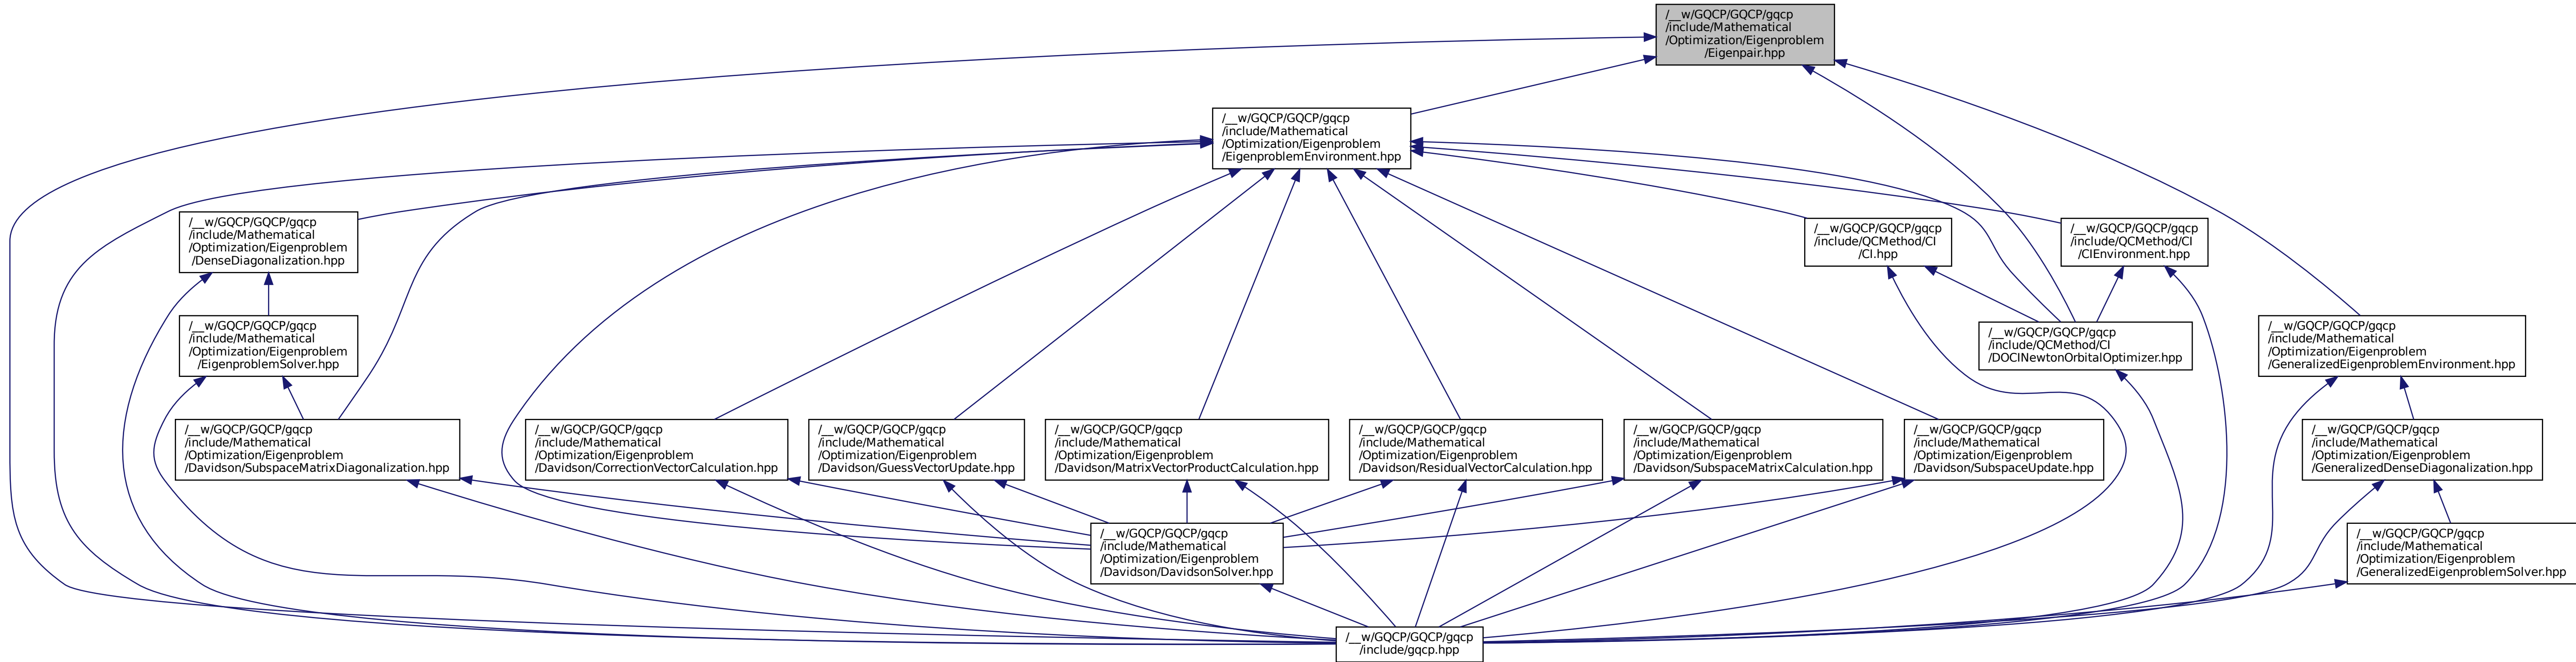 /__w/GQCP/GQCP/gqcp
/include/Mathematical
/Optimization/Eigenproblem
/Eigenpair.hpp
/__w/GQCP/GQCP/gqcp
/include/Mathematical
/Optimization/Eigenproblem
/EigenproblemEnvironment.hpp
/__w/GQCP/GQCP/gqcp
/include/Mathematical
/Optimization/Eigenproblem
/DenseDiagonalization.hpp
/__w/GQCP/GQCP/gqcp
/include/QCMethod/CI
/CI.hpp
/__w/GQCP/GQCP/gqcp
/include/QCMethod/CI
/CIEnvironment.hpp
/__w/GQCP/GQCP/gqcp
/include/Mathematical
/Optimization/Eigenproblem
/EigenproblemSolver.hpp
/__w/GQCP/GQCP/gqcp
/include/QCMethod/CI
/DOCINewtonOrbitalOptimizer.hpp
/__w/GQCP/GQCP/gqcp
/include/Mathematical
/Optimization/Eigenproblem
/GeneralizedEigenproblemEnvironment.hpp
/__w/GQCP/GQCP/gqcp
/include/Mathematical
/Optimization/Eigenproblem
/Davidson/SubspaceMatrixDiagonalization.hpp
/__w/GQCP/GQCP/gqcp
/include/Mathematical
/Optimization/Eigenproblem
/Davidson/CorrectionVectorCalculation.hpp
/__w/GQCP/GQCP/gqcp
/include/Mathematical
/Optimization/Eigenproblem
/Davidson/GuessVectorUpdate.hpp
/__w/GQCP/GQCP/gqcp
/include/Mathematical
/Optimization/Eigenproblem
/Davidson/MatrixVectorProductCalculation.hpp
/__w/GQCP/GQCP/gqcp
/include/Mathematical
/Optimization/Eigenproblem
/Davidson/ResidualVectorCalculation.hpp
/__w/GQCP/GQCP/gqcp
/include/Mathematical
/Optimization/Eigenproblem
/Davidson/SubspaceMatrixCalculation.hpp
/__w/GQCP/GQCP/gqcp
/include/Mathematical
/Optimization/Eigenproblem
/Davidson/SubspaceUpdate.hpp
/__w/GQCP/GQCP/gqcp
/include/Mathematical
/Optimization/Eigenproblem
/GeneralizedDenseDiagonalization.hpp
/__w/GQCP/GQCP/gqcp
/include/Mathematical
/Optimization/Eigenproblem
/Davidson/DavidsonSolver.hpp
/__w/GQCP/GQCP/gqcp
/include/Mathematical
/Optimization/Eigenproblem
/GeneralizedEigenproblemSolver.hpp
/__w/GQCP/GQCP/gqcp
/include/gqcp.hpp